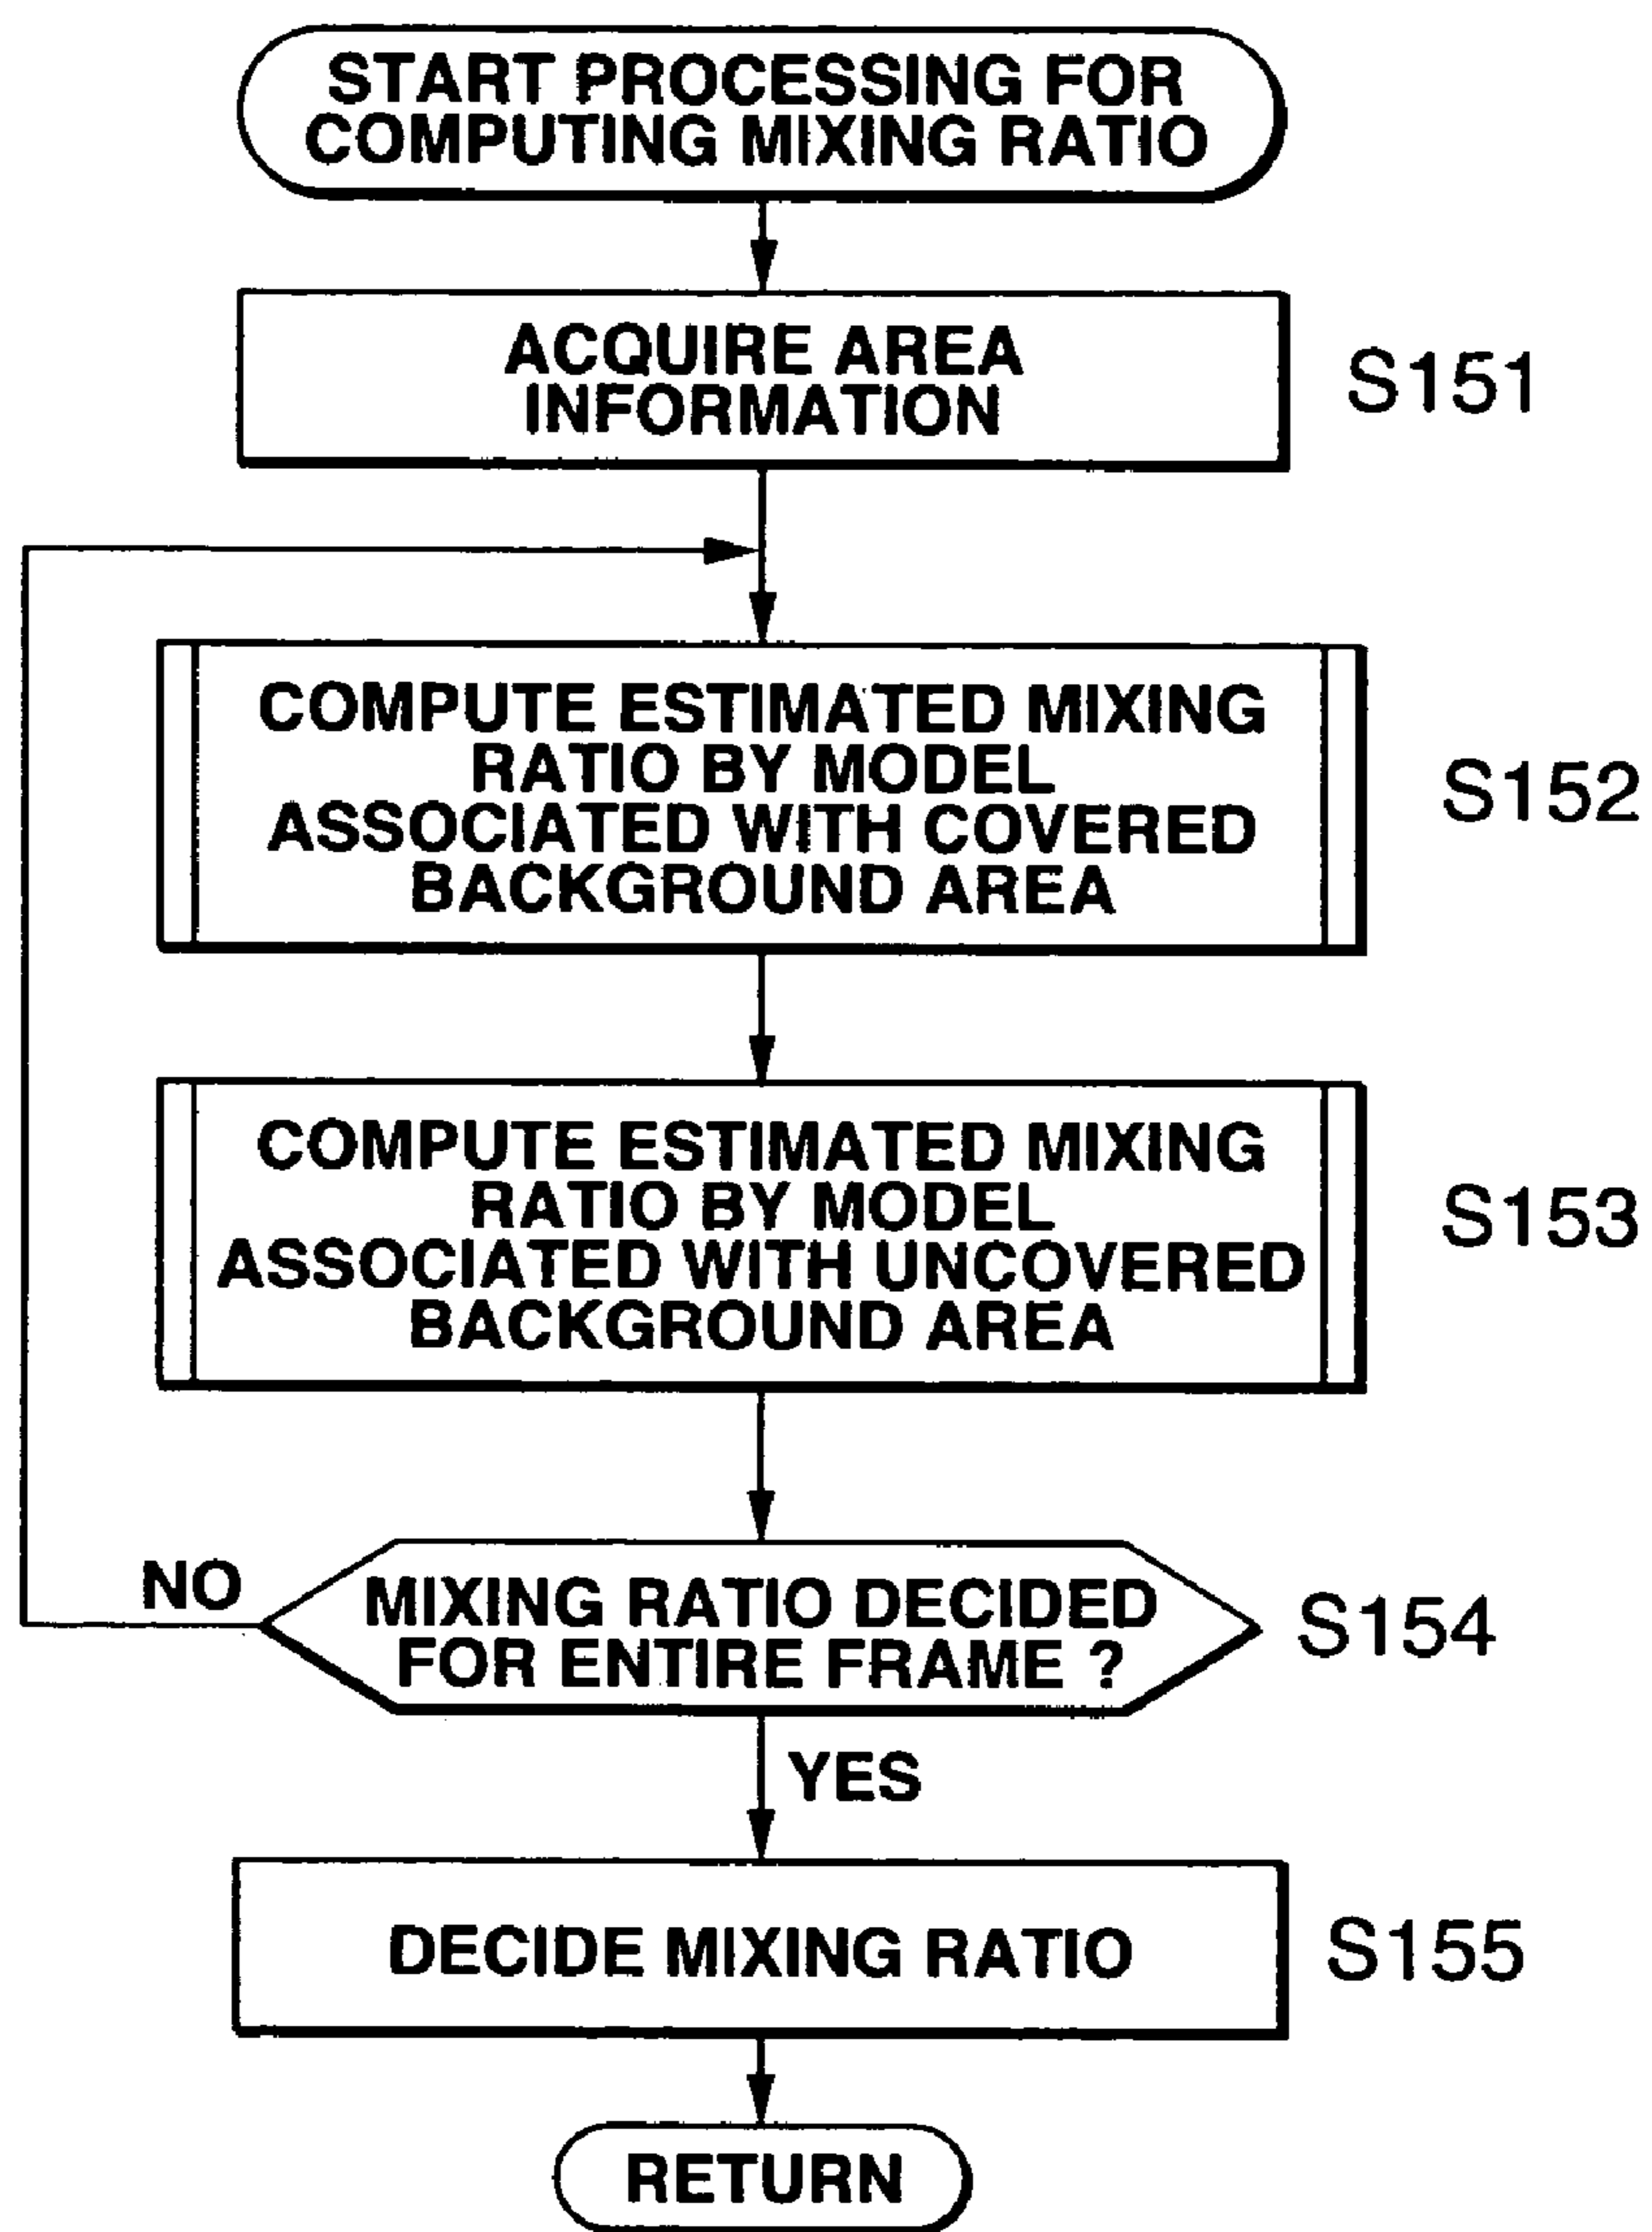 START PROCESSING FOR
COMPUTING MIXING RATIO
ACQUIRE AREA
INFORMATION
S151
COMPUTE ESTIMATED MIXING
RATIO BY MODEL
ASSOCIATED WITH COVERED
BACKGROUND AREA
S152
COMPUTE ESTIMATED MIXING
RATIO BY MODEL
ASSOCIATED WITH UNCOVERED
BACKGROUND AREA
S153
NO
MIXING RATIO DECIDED
FOR ENTIRE FRAME ?
S154
YES
DECIDE MIXING RATIO
S155
RETURN